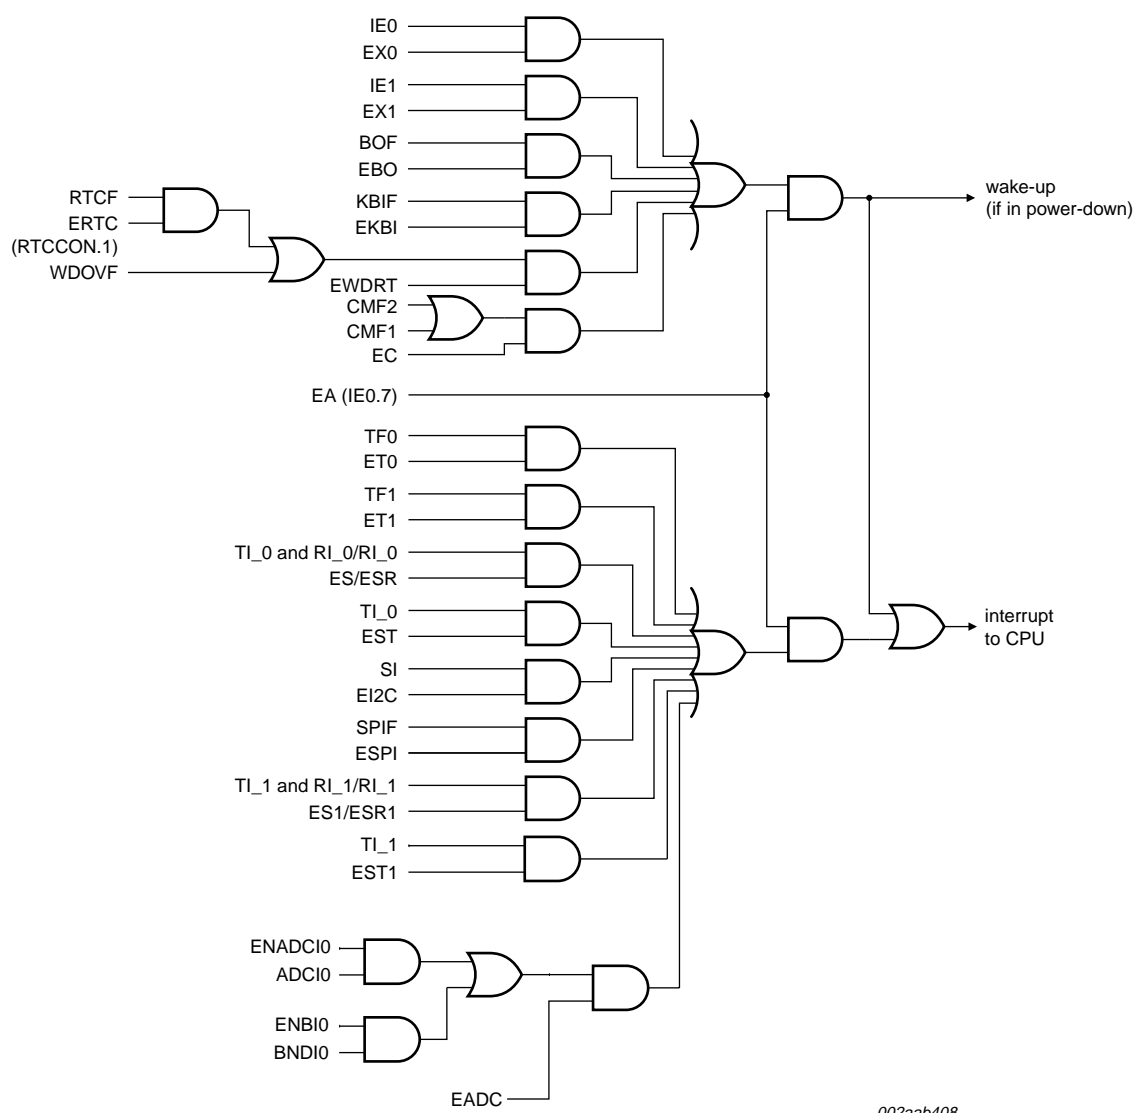 IE0
EX0
IE1
EX1
BOF
EBO
KBIF
EKBI
RTCF
ERTC
(RTCCON.1)
WDOVF
wake-up
(if in power-down)
EWDRT
CMF2
CMF1
EC
EA (IE0.7)
TF0
ET0
TF1
ET1
TI_0 and RI_0/RI_0
ES/ESR
TI_0
EST
interrupt
to CPU
SI
EI2C
SPIF
ESPI
TI_1 and RI_1/RI_1
ES1/ESR1
TI_1
EST1
ENADCI0
ADCI0
ENBI0
BNDI0
EADC
002aab408